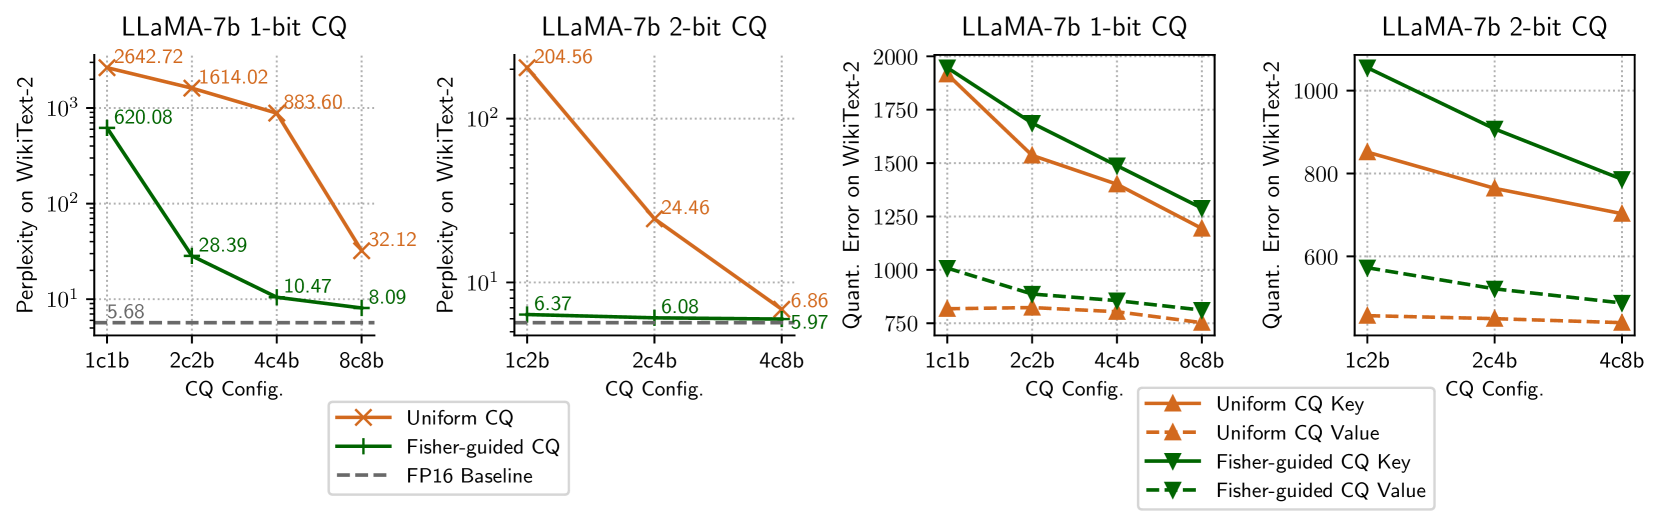 LLaMA-7b 1-bit CQ
Perplexity on WikiText-2
10³
10²
10¹
2642.72
1614.02
883.60
620.08
32.12
28.39
10.47
8.09
5.68
1c1b 2c2b 4c4b 8c8b
CQ Config.
LLaMA-7b 2-bit CQ
Perplexity on WikiText-2
10²
10¹
204.56
24.46
6.86
6.37
6.08
5.97
1c2b 2c4b 4c8b
CQ Config.
Uniform CQ
Fisher-guided CQ
FP16 Baseline
LLaMA-7b 1-bit CQ
Quant. Error on WikiText-2
2000
1750
1500
1250
1000
750
1c1b 2c2b 4c4b 8c8b
CQ Config.
LLaMA-7b 2-bit CQ
Quant. Error on WikiText-2
1000
800
600
1c2b 2c4b 4c8b
CQ Config.
Uniform CQ Key
Uniform CQ Value
Fisher-guided CQ Key
Fisher-guided CQ Value